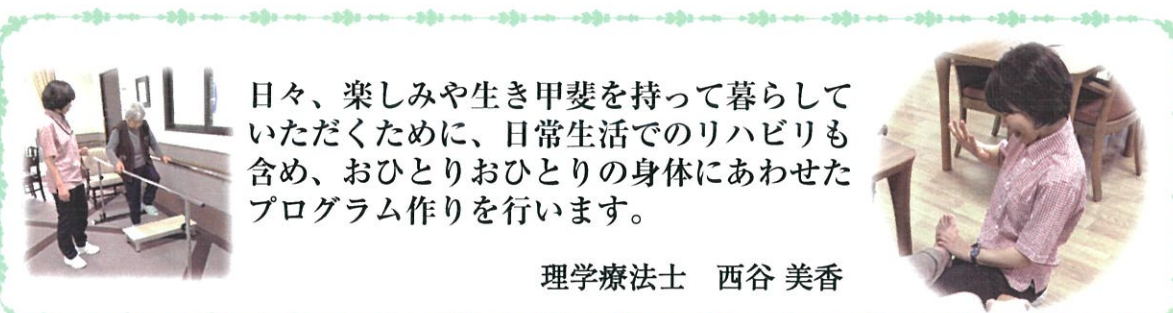 日々、楽しみや生き甲斐を持って暮らして
いただくために、日常生活でのリハビリも
含め、おひとりおひとりの身体にあわせた
プログラム作りを行います。
理学療法士　西谷 美香